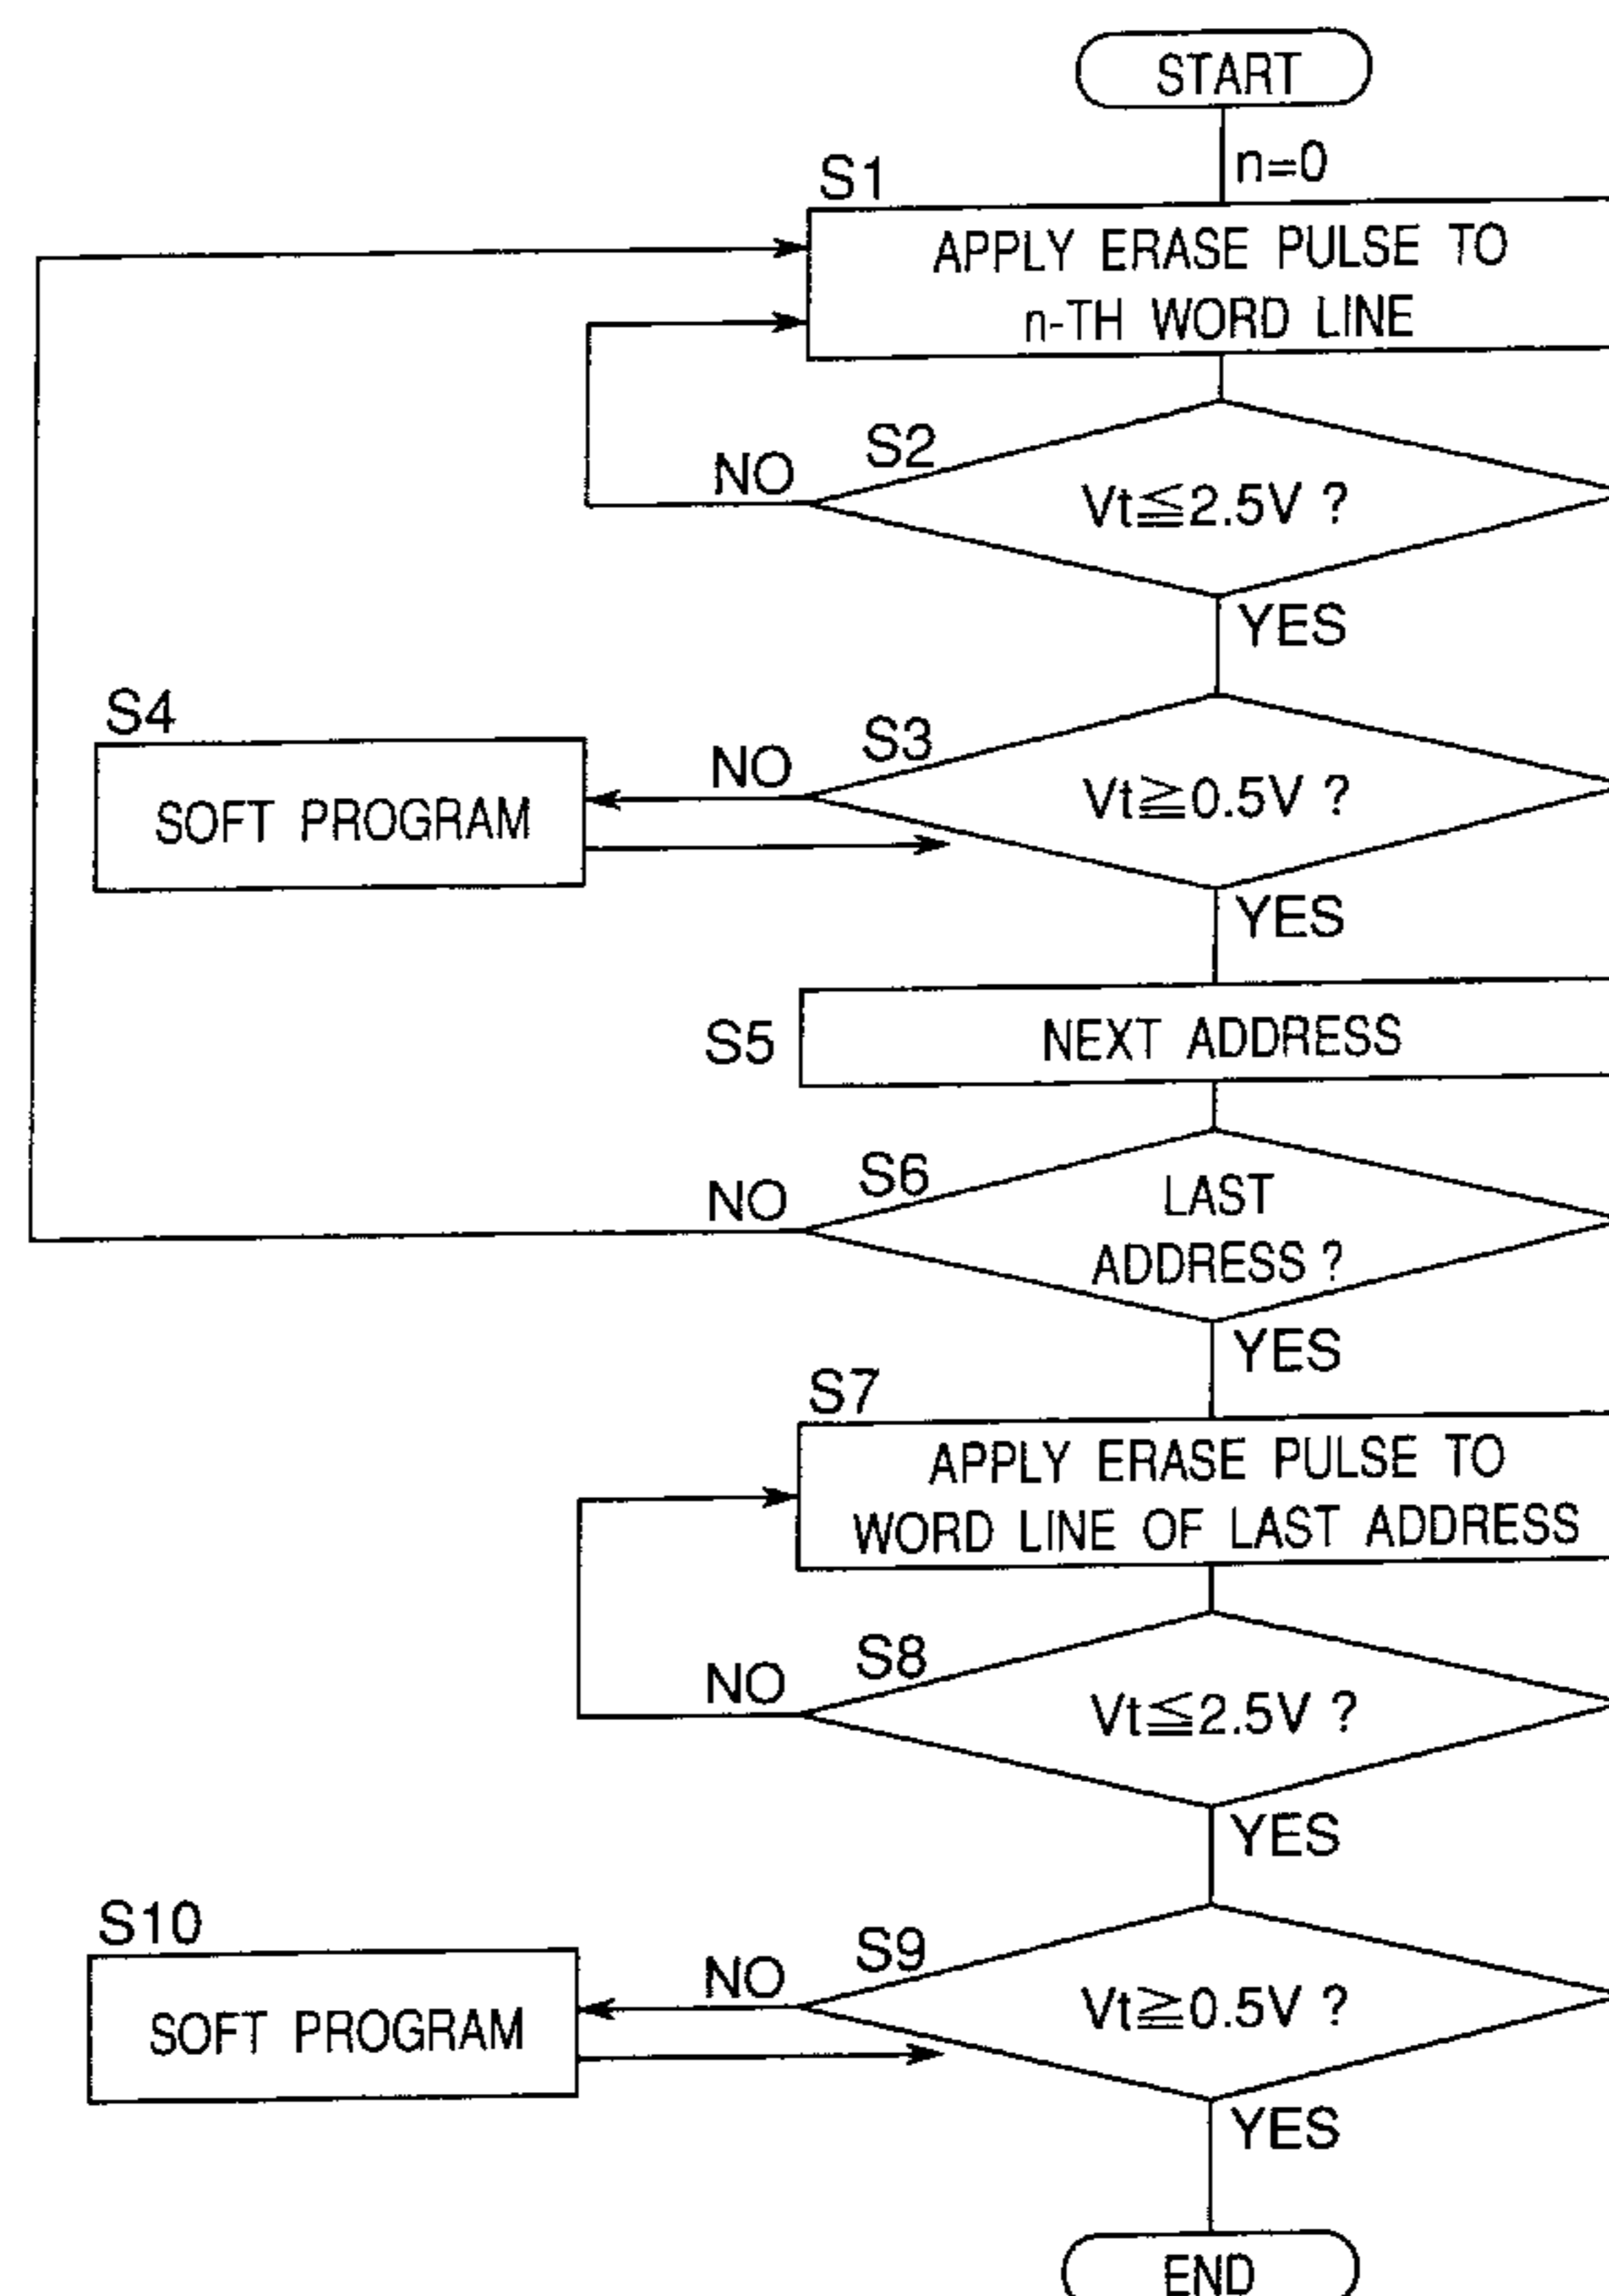 START
n=0
S1
APPLY ERASE PULSE TO
n-TH WORD LINE
S2
NO
Vt≦2.5V ?
YES
S4
SOFT PROGRAM
S3
NO
Vt≧0.5V ?
YES
S5
NEXT ADDRESS
S6
NO
LAST
ADDRESS ?
YES
S7
APPLY ERASE PULSE TO
WORD LINE OF LAST ADDRESS
S8
NO
Vt≦2.5V ?
YES
S10
SOFT PROGRAM
S9
NO
Vt≧0.5V ?
YES
END